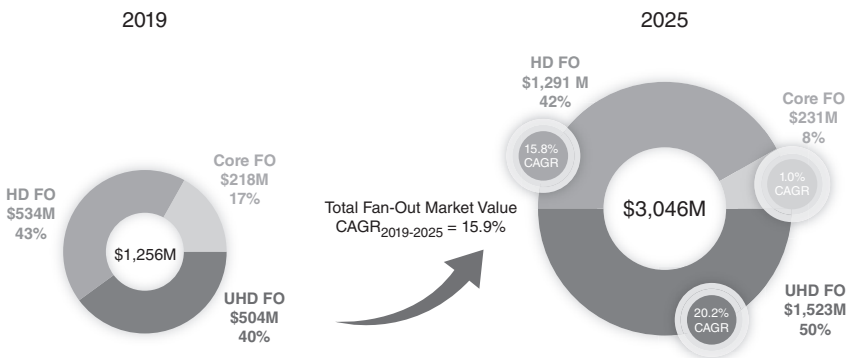 2019
2025
HD FO
$534M
43%
Core FO
$218M
17%
$1,256M
UHD FO
$504M
40%
Total Fan-Out Market Value
CAGR2019-2025 = 15.9%
HD FO
$1,291 M
42%
15.8%
CAGR
Core FO
$231M
8%
1.0%
CAGR
$3,046M
20.2%
CAGR
UHD FO
$1,523M
50%